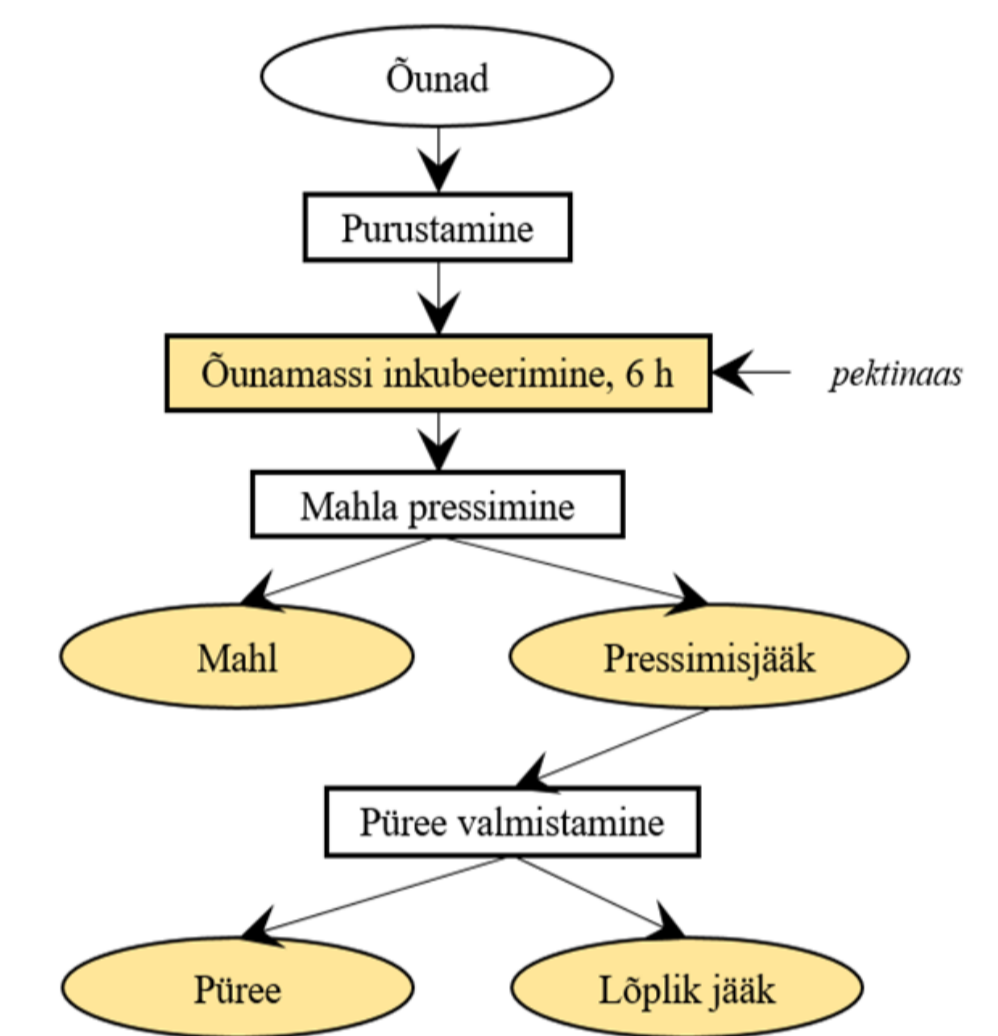 Õunad
Purustamine
Õunamassi inkubeerimine, 6 h
pektinaas
Mahla pressimine
Mahl
Pressimisjääk
Püree valmistamine
Püree
Lõplik jääk